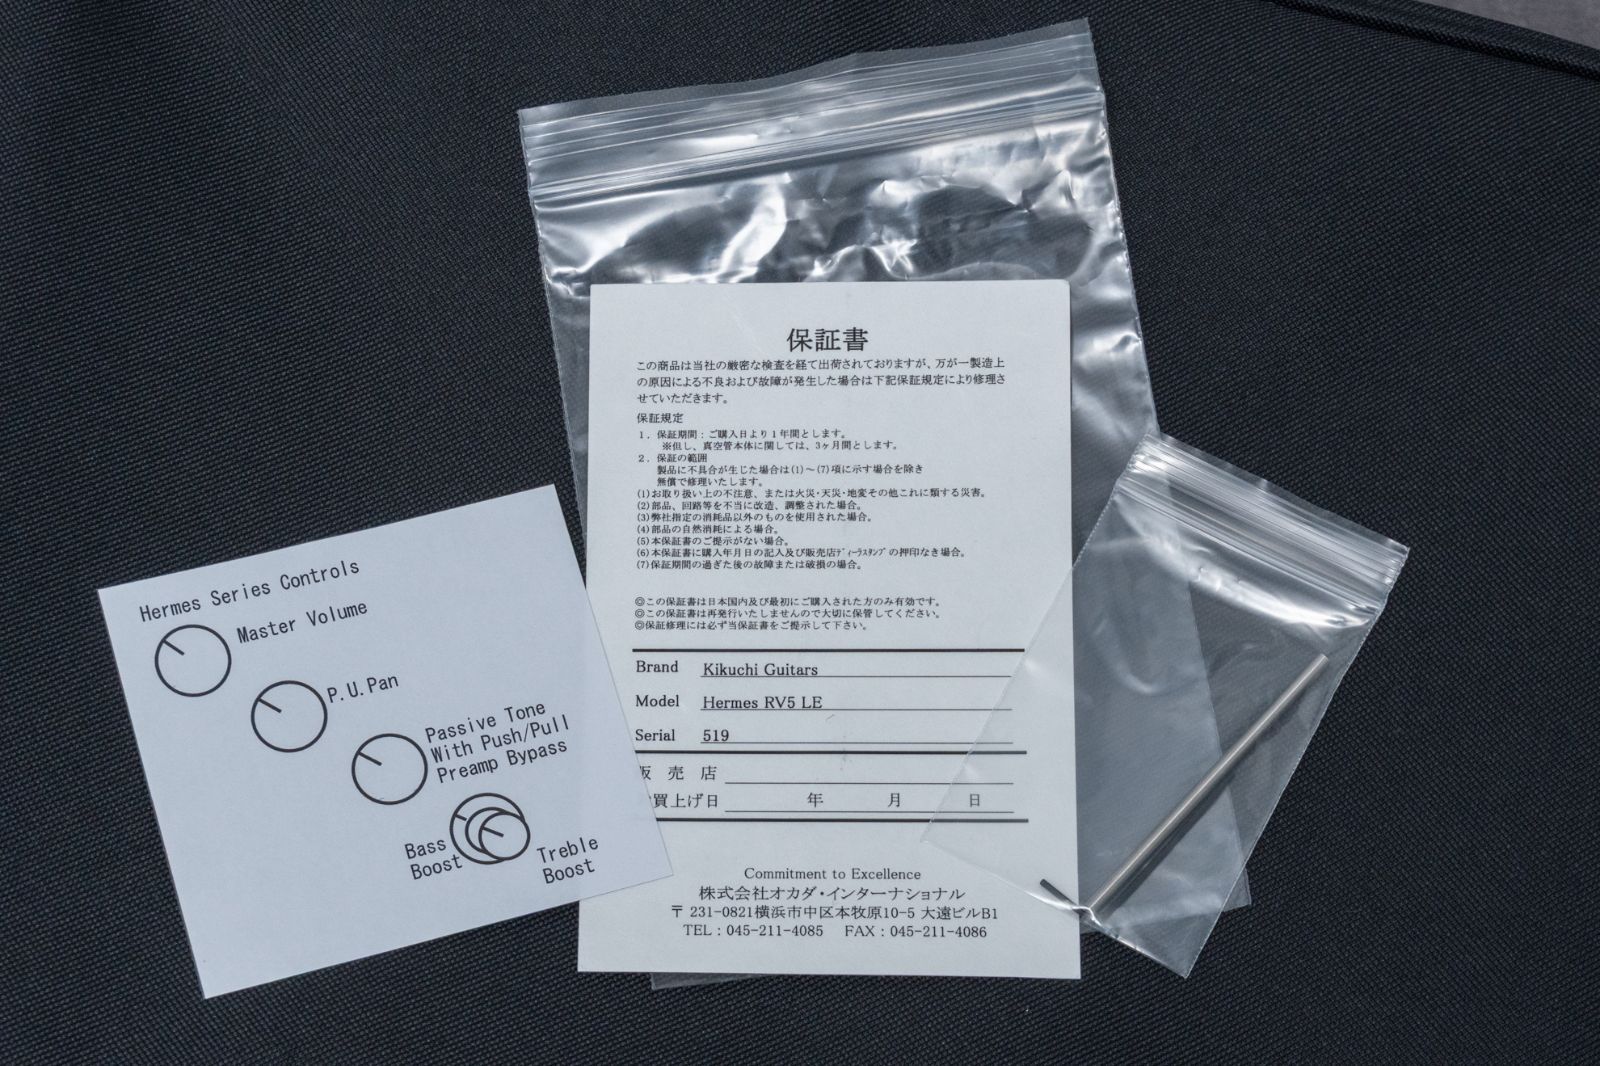 保証書
この商品は当社の厳密な検査を経て出荷されておりますが、万が一製造上
の原因による不良および故障が発生した場合は下記保証規定により修理さ
せていただきます。
保証規定
1. 保証期間：ご購入日より1年間とします。
※但し、真空管本体に関しては、3ヶ月間とします。
2. 保証の範囲
製品に不具合が生じた場合は(1)～(7)項に示す場合を除き
無償で修理いたします。
(1)お取り扱い上の不注意、または火災・天災・地変その他これに類する災害。
(2)部品、回路等を不当に改造、調整された場合。
(3)弊社指定の消耗品以外のものを使用された場合。
(4)部品の自然消耗による場合。
(5)本保証書のご提示がない場合。
(6)本保証書に購入年月日の記入及び販売店ﾃﾞｨｰﾗｽﾀﾝﾌﾟの押印なき場合。
(7)保証期間の過ぎた後の故障または破損の場合。
◎この保証書は日本国内及び最初にご購入された方のみ有効です。
◎この保証書は再発行いたしませんので大切に保管してください。
◎保証修理には必ず当保証書をご提示して下さい。
Brand Kikuchi Guitars
Model Hermes RV5 LE
Serial 519
販売店
買上げ日 年 月 日
Commitment to Excellence
株式会社オカダ・インターナショナル
〒231-0821横浜市中区本牧原10-5 大遠ビルB1
TEL：045-211-4085 FAX：045-211-4086
Hermes Series Controls
Master Volume
P.U.Pan
Passive Tone
With Push/Pull
Preamp Bypass
Bass
Boost
Treble
Boost